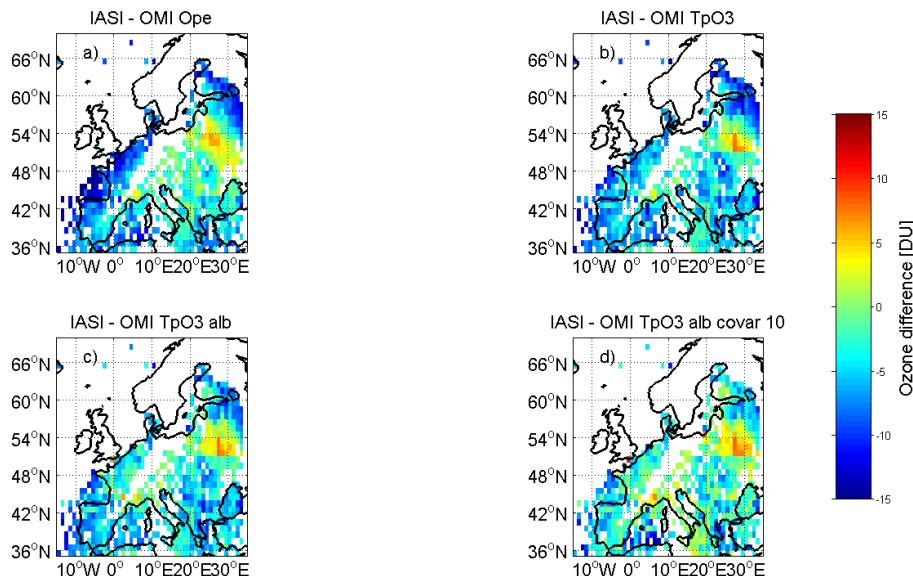 IASI - OMI Ope
IASI - OMI TpO3
a)
b)
66°N
60°N
54°N
48°N
42°N
36°N
10°W 0° 10°E20°E30°E
66°N
60°N
54°N
48°N
42°N
36°N
10°W 0° 10°E20°E30°E
IASI - OMI TpO3 alb
IASI - OMI TpO3 alb covar 10
c)
d)
66°N
60°N
54°N
48°N
42°N
36°N
10°W 0° 10°E20°E30°E
66°N
60°N
54°N
48°N
42°N
36°N
10°W 0° 10°E20°E30°E
15
10
5
0
-5
-10
-15
Ozone difference [DU]